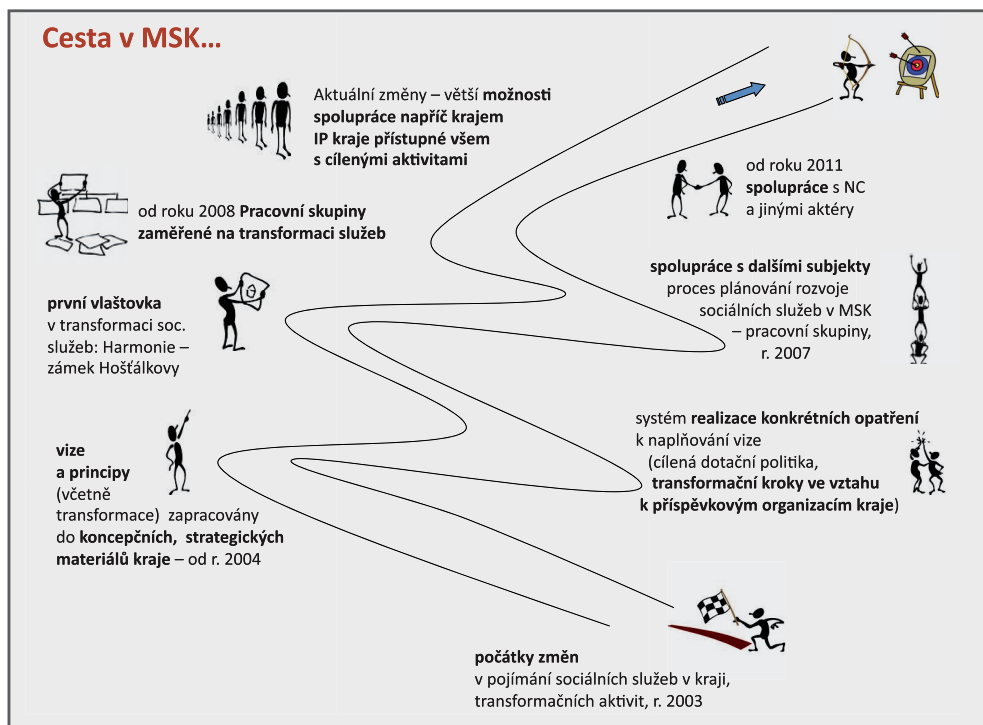 Cesta v MSK…
Aktuální změny – větší možnosti
spolupráce napříč krajem
IP kraje přístupné všem
s cílenými aktivitami
od roku 2011
spolupráce s NC
a jinými aktéry
od roku 2008 Pracovní skupiny
zaměřené na transformaci služeb
spolupráce s dalšími subjekty
proces plánování rozvoje
sociálních služeb v MSK
– pracovní skupiny,
r. 2007
první vlaštovka
v transformaci soc.
služeb: Harmonie –
zámek Hošťálkovy
systém realizace konkrétních opatření
k naplňování vize
(cílená dotační politika,
transformační kroky ve vztahu
k příspěvkovým organizacím kraje)
vize
a principy
(včetně
transformace) zapracovány
do koncepčních, strategických
materiálů kraje – od r. 2004
počátky změn
v pojímání sociálních služeb v kraji,
transformačních aktivit, r. 2003